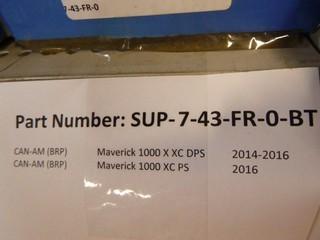 7-43-FR-0
Part Number: SUP-7-43-FR-0-BT
CAN-AM (BRP) Maverick 1000 X XC DPS 2014-2016
CAN-AM (BRP) Maverick 1000 XC PS 2016